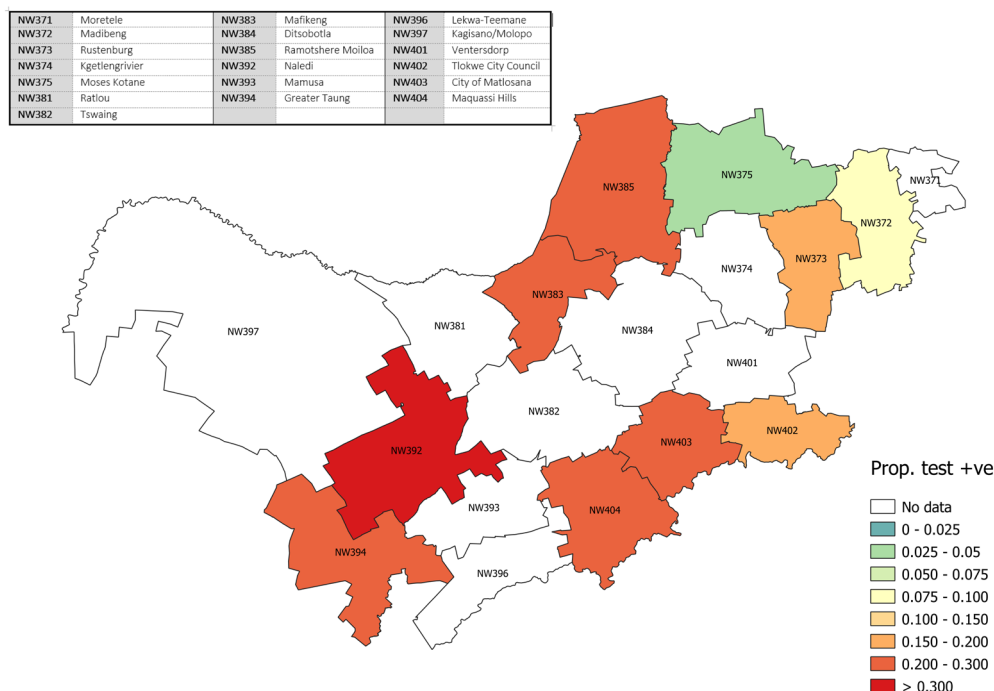 NW371 Moretele NW383 Mafikeng NW396 Lekwa-Teemane
NW372 Madibeng NW384 Ditsobotla NW397 Kagisano/Molopo
NW373 Rustenburg NW385 Ramotshere Moiloa NW401 Ventersdorp
NW374 Kgetlengrivier NW392 Naledi NW402 Tlokwe City Council
NW375 Moses Kotane NW393 Mamusa NW403 City of Matlosana
NW381 Ratlou NW394 Greater Taung NW404 Maquassi Hills
NW382 Tswaing
NW385
NW375
NW371
NW372
NW373
NW374
NW383
NW381
NW384
NW397
NW401
NW382
NW402
NW403
NW392
NW393
NW404
NW394
NW396
Prop. test +ve
No data
0 - 0.025
0.025 - 0.05
0.050 - 0.075
0.075 - 0.100
0.100 - 0.150
0.150 - 0.200
0.200 - 0.300
> 0.300